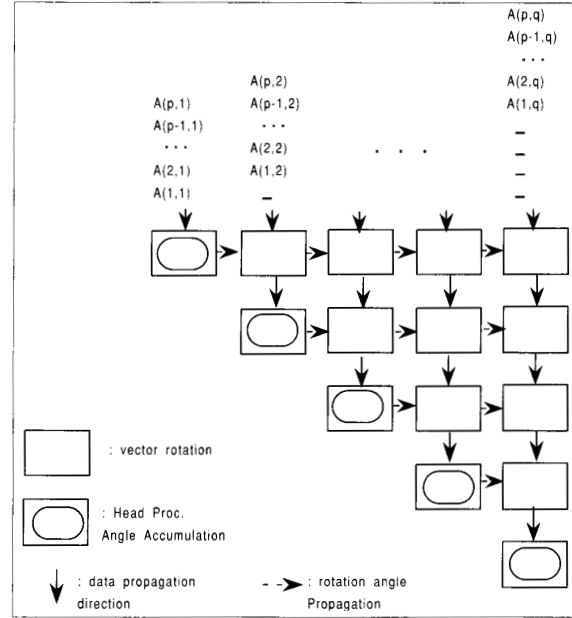 A(p,1)
A(p-1,1)
...
A(2,1)
A(1,1)
A(p,2)
A(p-1,2)
...
A(2,2)
A(1,2)
–
. . .
A(p,q)
A(p-1,q)
...
A(2,q)
A(1,q)
–
–
–
–
: vector rotation
: Head Proc.
Angle Accumulation
: data propagation
direction
: rotation angle
Propagation